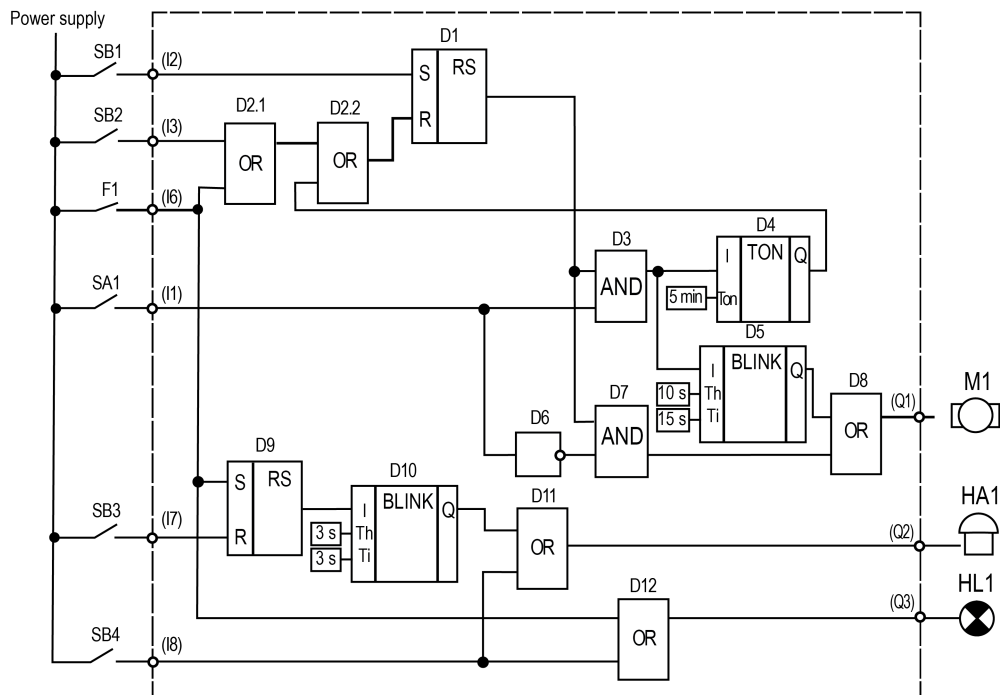 Power supply
SB1
(I2)
D1
S
RS
R
SB2
(I3)
D2.1
OR
D2.2
OR
F1
(I6)
D3
AND
D4
I
TON
Q
5 min
Ton
SA1
(I1)
D5
I
BLINK
Q
10 s
Th
15 s
Ti
D6
D7
AND
D8
OR
(Q1)
M1
D9
S
RS
R
D10
I
BLINK
Q
3 s
Th
3 s
Ti
D11
OR
(Q2)
HA1
SB3
(I7)
D12
OR
(Q3)
HL1
SB4
(I8)